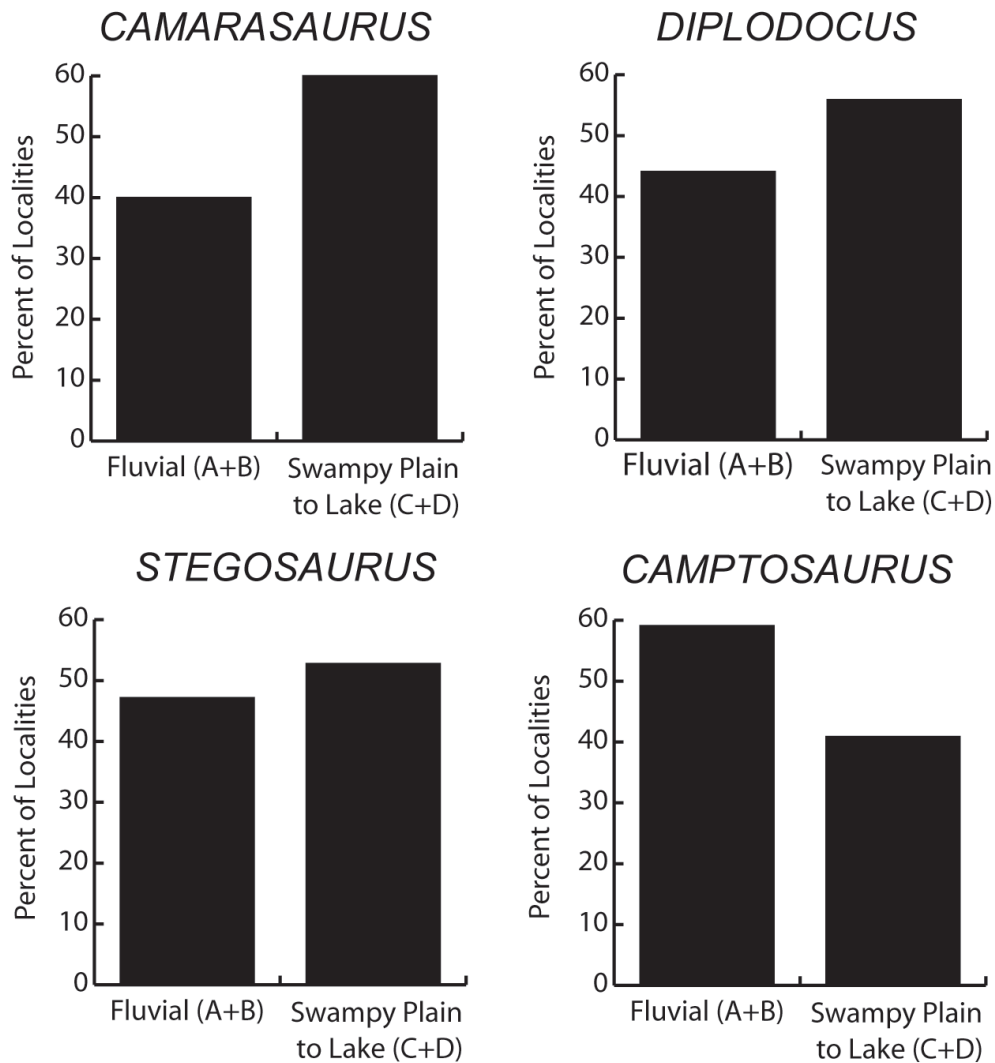 CAMARASAURUS
Percent of Localities
60
50
40
30
20
10
0
Fluvial (A+B)
Swampy Plain
to Lake (C+D)
DIPLODOCUS
Percent of Localities
60
50
40
30
20
10
0
Fluvial (A+B)
Swampy Plain
to Lake (C+D)
STEGOSAURUS
Percent of Localities
60
50
40
30
20
10
0
Fluvial (A+B)
Swampy Plain
to Lake (C+D)
CAMPTOSAURUS
Percent of Localities
60
50
40
30
20
10
0
Fluvial (A+B)
Swampy Plain
to Lake (C+D)